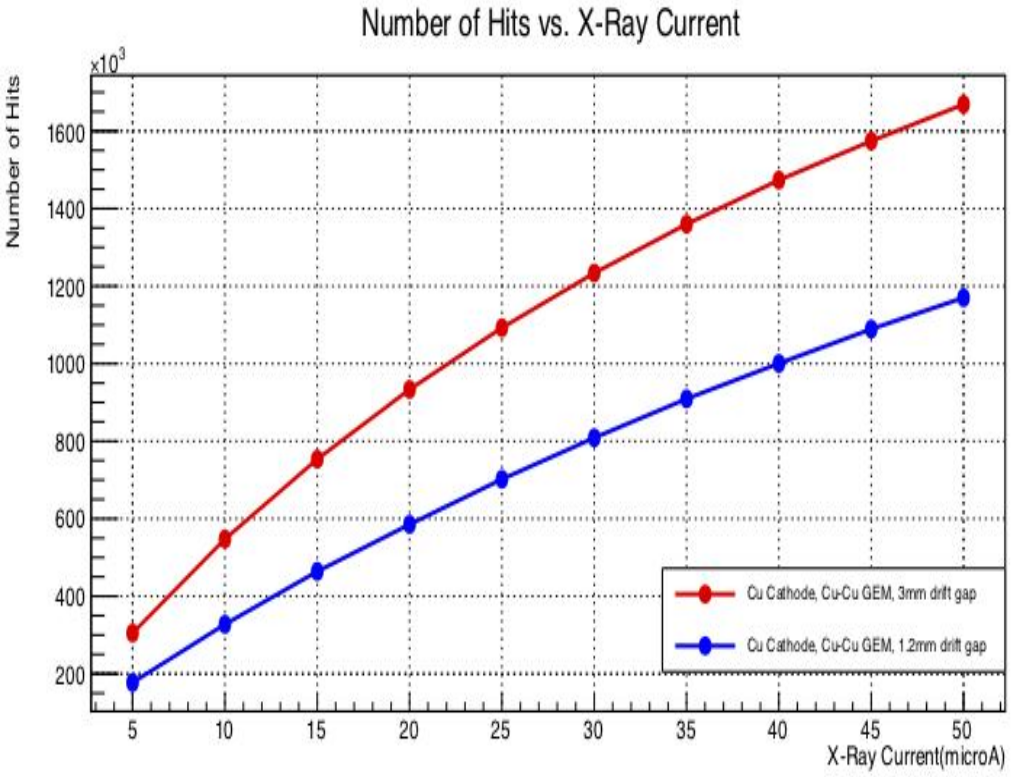 Number of Hits vs. X-Ray Current
×10³
Number of Hits
1600
1400
1200
1000
800
600
400
200
Cu Cathode, Cu-Cu GEM, 3mm drift gap
Cu Cathode, Cu-Cu GEM, 1.2mm drift gap
5 10 15 20 25 30 35 40 45 50
X-Ray Current(microA)